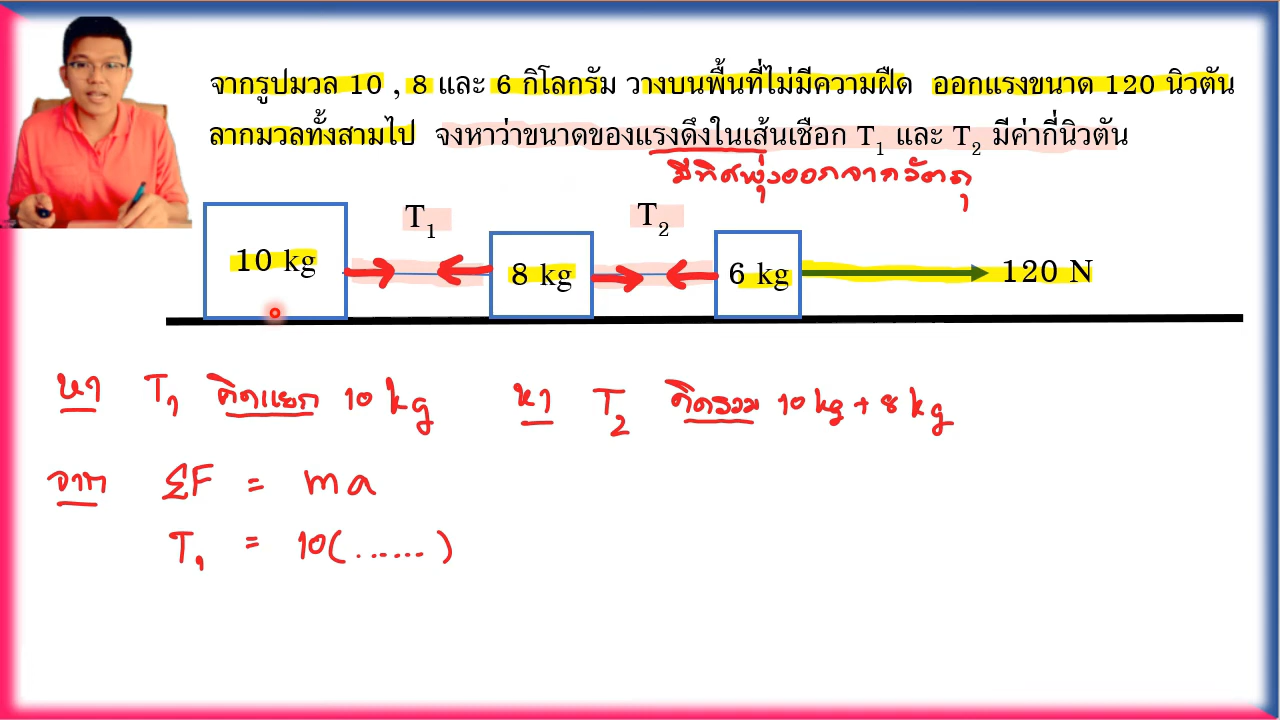 จากรูปมวล 10 , 8 และ 6 กิโลกรัม วางบนพื้นที่ไม่มีความฝืด ออกแรงขนาด 120 นิวตัน
ลากมวลทั้งสามไป จงหาว่าขนาดของแรงดึงในเส้นเชือก T₁ และ T₂ มีค่ากี่นิวตัน
มีทิศพุ่งออกจากวัตถุ
T₁ T₂
10 kg 8 kg 6 kg 120 N
หา T₁ คิดแยก 10 kg หา T₂ คิดรวม 10 kg + 8 kg
จาก ΣF = ma
T₁ = 10(......)